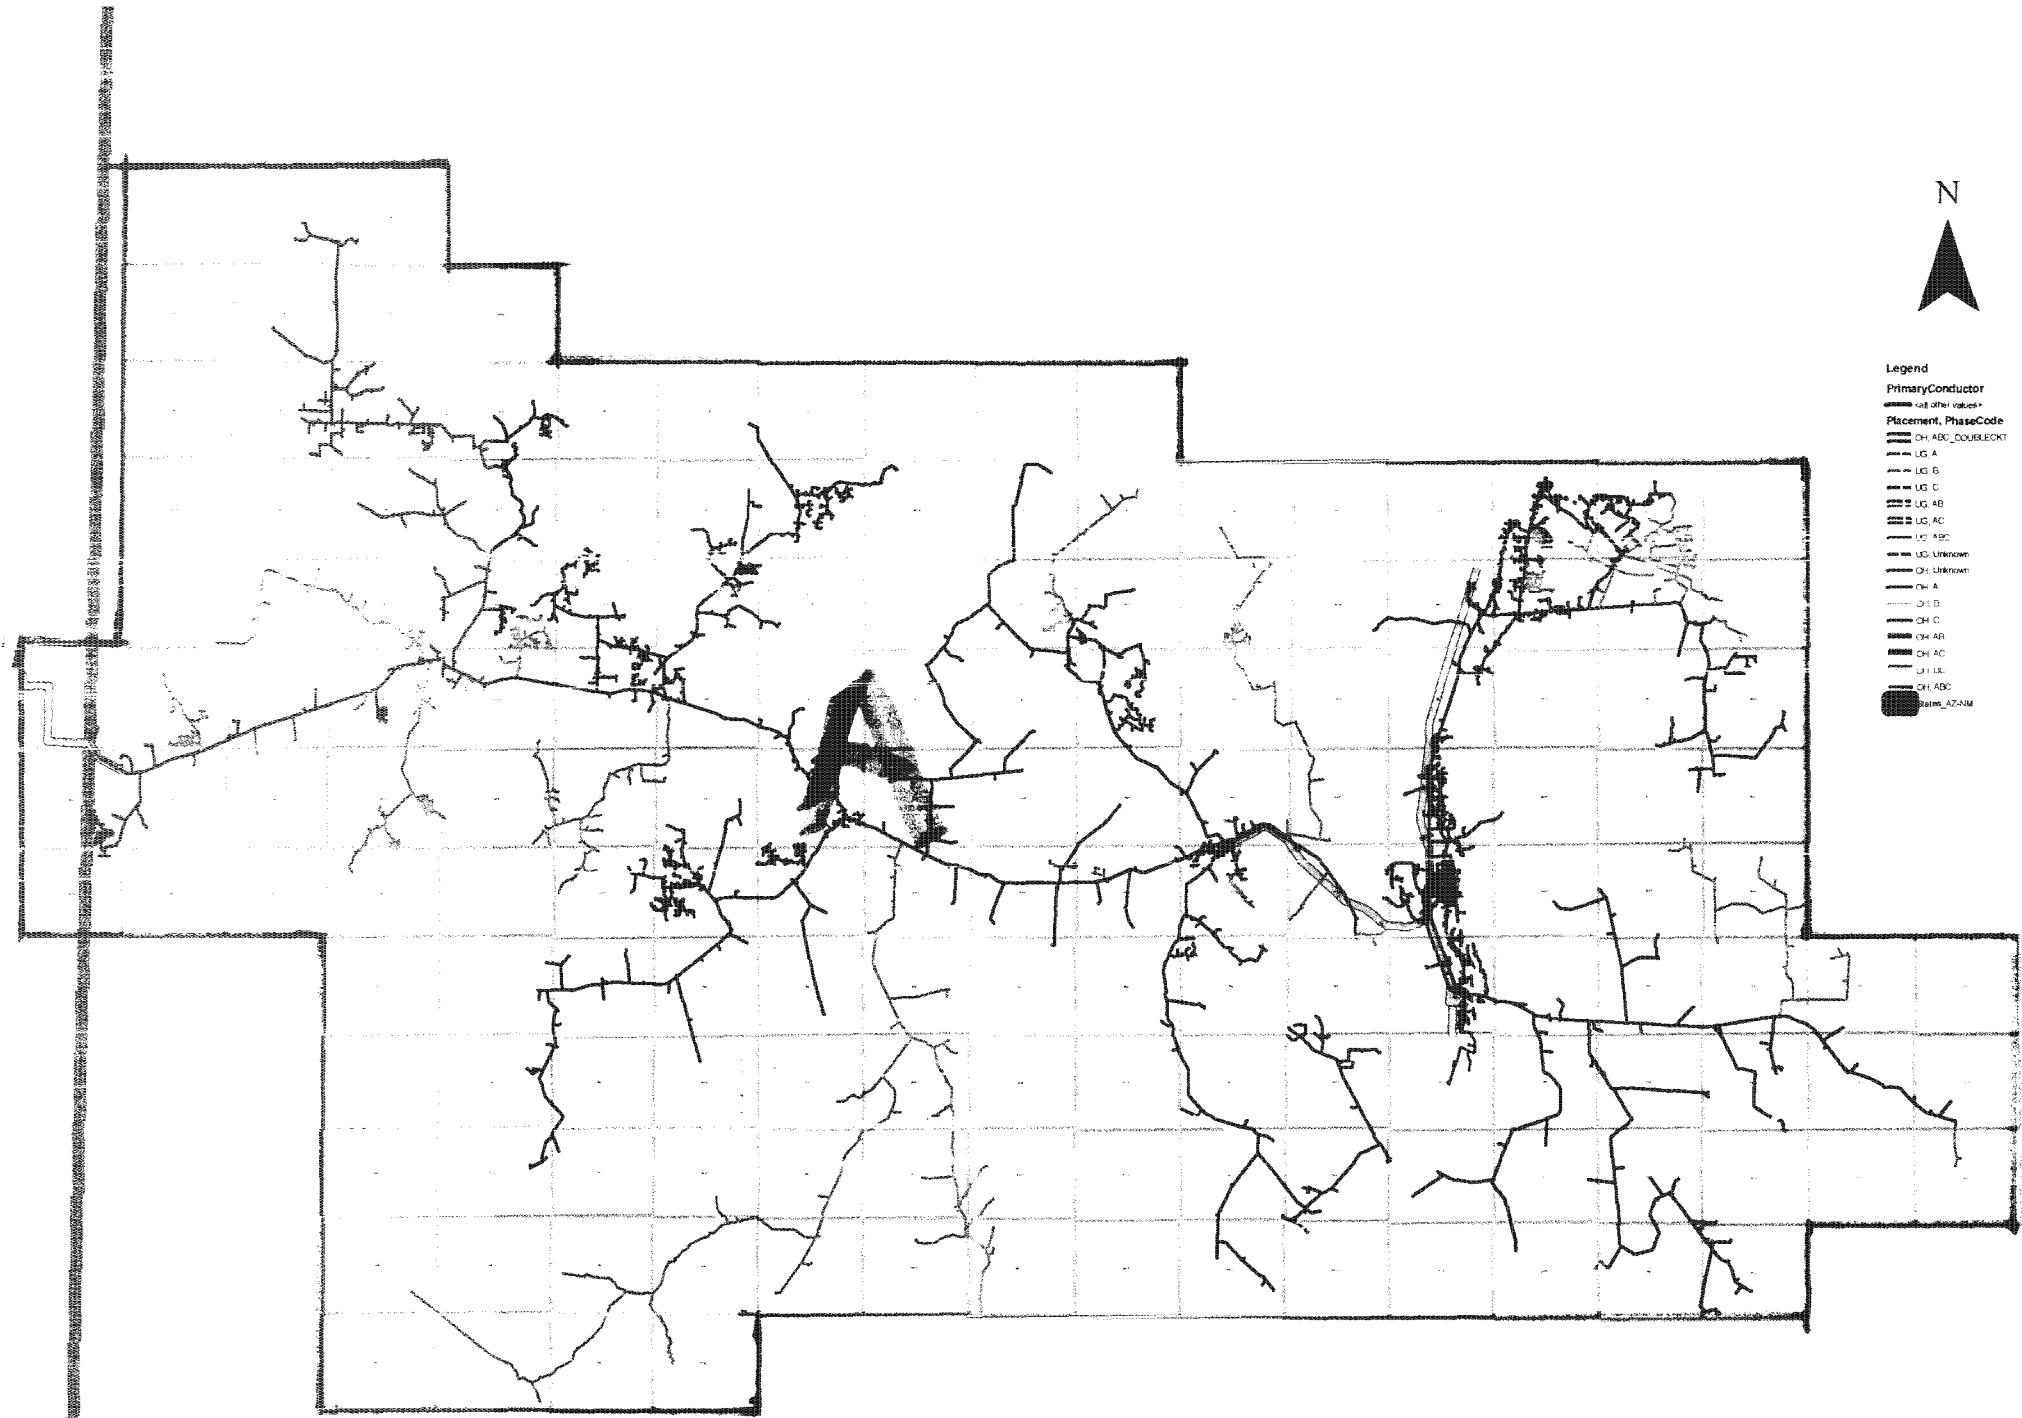 N
A
Legend
PrimaryConductor
<all other values>
Placement, PhaseCode
OH, ABC_DOUBLECKT
UG, A
UG, B
UG, C
UG, AB
UG, AC
UG, ABC
UG, Unknown
OH, Unknown
OH, A
OH, B
OH, C
OH, AB
OH, AC
OH, BC
OH, ABC
States_AZ-NM